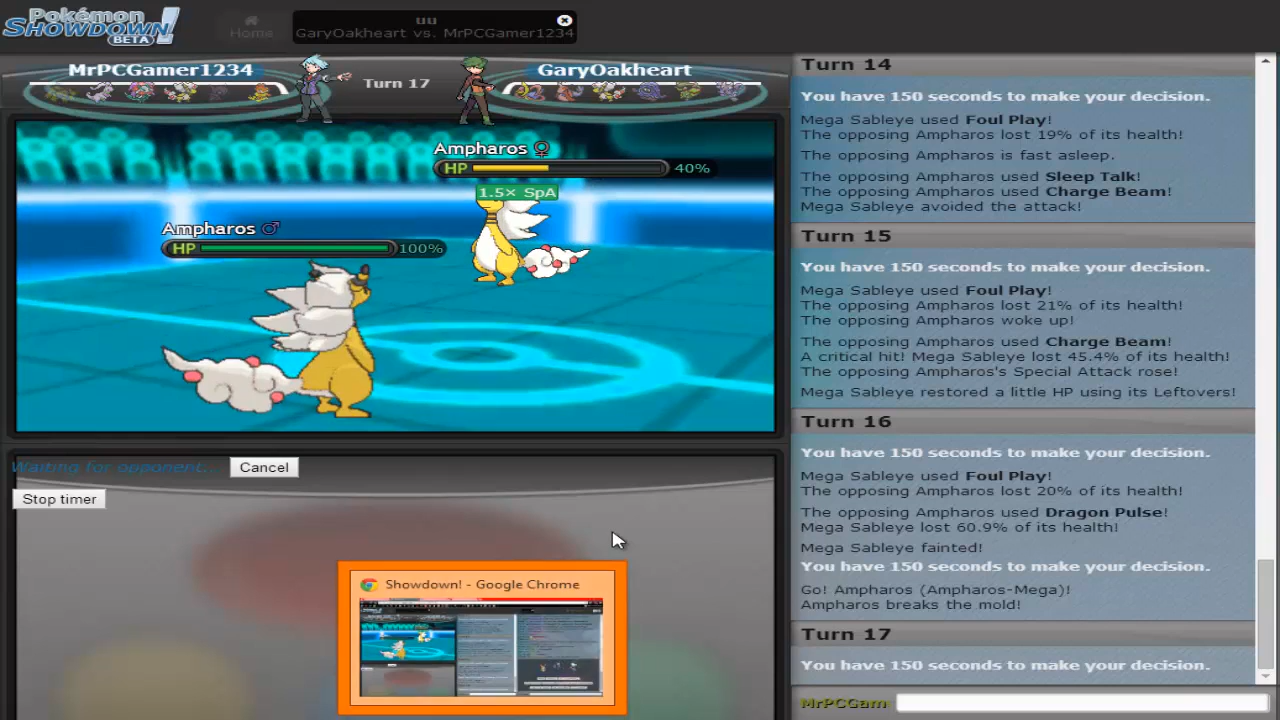 Pokémon
SHOWDOWN!
BETA
Home
uu
GaryOakheart vs. MrPCGamer1234
MrPCGamer1234
Turn 17
GaryOakheart
Ampharos ♀
HP 40%
1.5× SpA
Ampharos ♂
HP 100%
Waiting for opponent... Cancel
Stop timer
Showdown! - Google Chrome
Turn 14
You have 150 seconds to make your decision.
Mega Sableye used Foul Play!
The opposing Ampharos lost 19% of its health!
The opposing Ampharos is fast asleep.
The opposing Ampharos used Sleep Talk!
The opposing Ampharos used Charge Beam!
Mega Sableye avoided the attack!
Turn 15
You have 150 seconds to make your decision.
Mega Sableye used Foul Play!
The opposing Ampharos lost 21% of its health!
The opposing Ampharos woke up!
The opposing Ampharos used Charge Beam!
A critical hit! Mega Sableye lost 45.4% of its health!
The opposing Ampharos's Special Attack rose!
Mega Sableye restored a little HP using its Leftovers!
Turn 16
You have 150 seconds to make your decision.
Mega Sableye used Foul Play!
The opposing Ampharos lost 20% of its health!
The opposing Ampharos used Dragon Pulse!
Mega Sableye lost 60.9% of its health!
Mega Sableye fainted!
You have 150 seconds to make your decision.
Go! Ampharos (Ampharos-Mega)!
Ampharos breaks the mold!
Turn 17
You have 150 seconds to make your decision.
MrPCGam